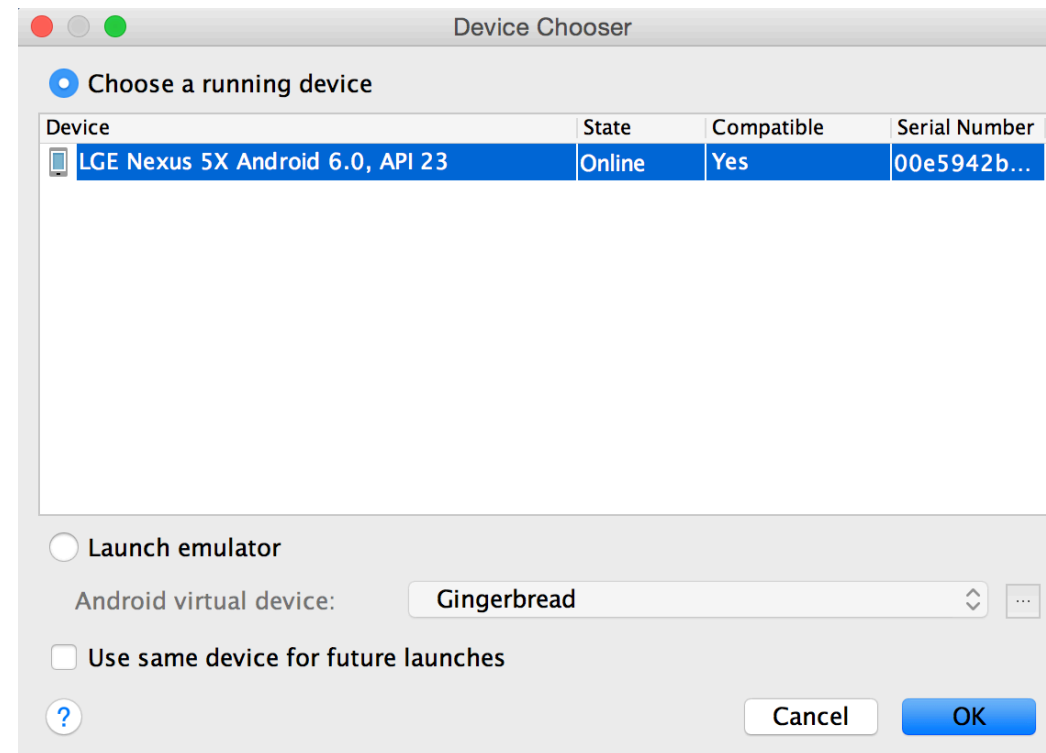 Device Chooser
Choose a running device
Device State Compatible Serial Number
LGE Nexus 5X Android 6.0, API 23 Online Yes 00e5942b...
Launch emulator
Android virtual device: Gingerbread ...
Use same device for future launches
? Cancel OK